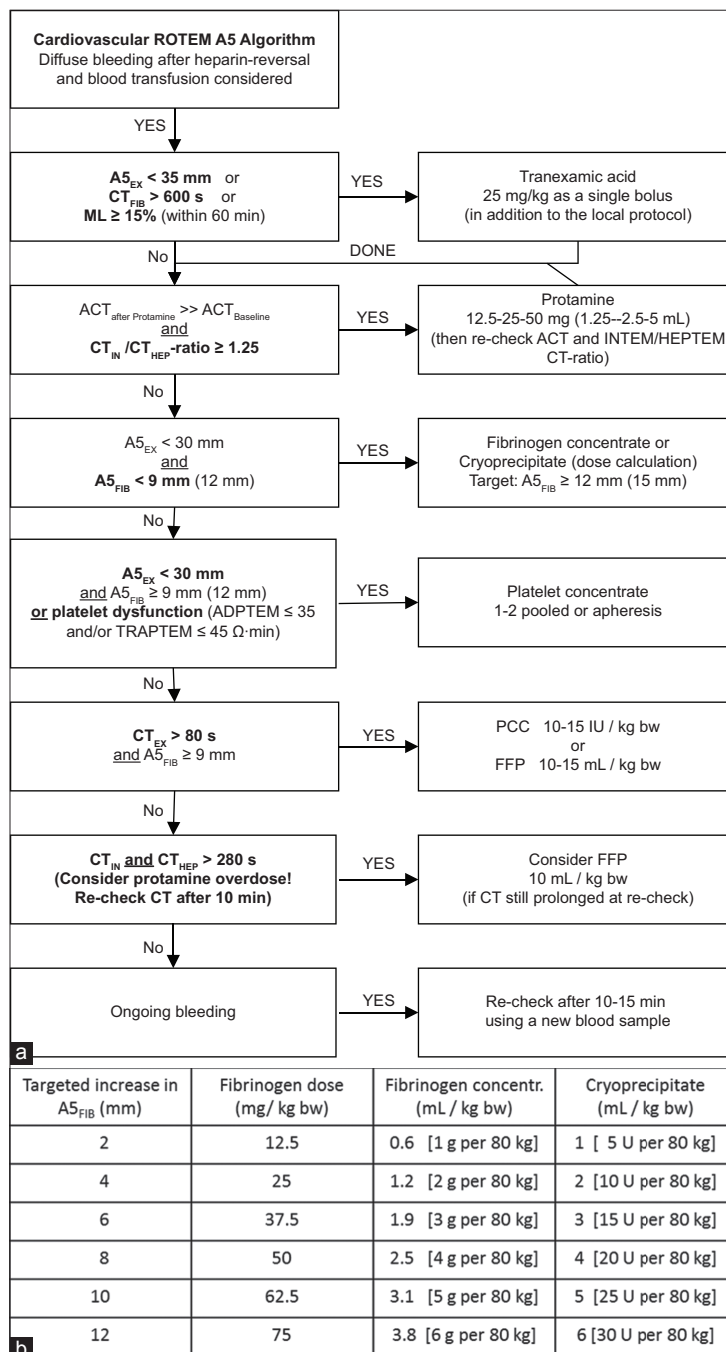 Cardiovascular ROTEM A5 Algorithm
Diffuse bleeding after heparin-reversal
and blood transfusion considered
YES
A5EX < 35 mm or
CTFIB > 600 s or
ML ≥ 15% (within 60 min)
YES
Tranexamic acid
25 mg/kg as a single bolus
(in addition to the local protocol)
No
DONE
ACTafter Protamine >> ACTBaseline
and
CTIN /CTHEP-ratio ≥ 1.25
YES
Protamine
12.5-25-50 mg (1.25--2.5-5 mL)
(then re-check ACT and INTEM/HEPTEM
CT-ratio)
No
A5EX < 30 mm
and
A5FIB < 9 mm (12 mm)
YES
Fibrinogen concentrate or
Cryoprecipitate (dose calculation)
Target: A5FIB ≥ 12 mm (15 mm)
No
A5EX < 30 mm
and A5FIB ≥ 9 mm (12 mm)
or platelet dysfunction (ADPTEM ≤ 35
and/or TRAPTEM ≤ 45 Ω·min)
YES
Platelet concentrate
1-2 pooled or apheresis
No
CTEX > 80 s
and A5FIB ≥ 9 mm
YES
PCC 10-15 IU / kg bw
or
FFP 10-15 mL / kg bw
No
CTIN and CTHEP > 280 s
(Consider protamine overdose!
Re-check CT after 10 min)
YES
Consider FFP
10 mL / kg bw
(if CT still prolonged at re-check)
No
Ongoing bleeding
YES
Re-check after 10-15 min
using a new blood sample
a
Targeted increase in A5FIB (mm) Fibrinogen dose (mg/ kg bw) Fibrinogen concentr. (mL / kg bw) Cryoprecipitate (mL / kg bw)
2 12.5 0.6 [1 g per 80 kg] 1 [ 5 U per 80 kg]
4 25 1.2 [2 g per 80 kg] 2 [10 U per 80 kg]
6 37.5 1.9 [3 g per 80 kg] 3 [15 U per 80 kg]
8 50 2.5 [4 g per 80 kg] 4 [20 U per 80 kg]
10 62.5 3.1 [5 g per 80 kg] 5 [25 U per 80 kg]
12 75 3.8 [6 g per 80 kg] 6 [30 U per 80 kg]
b